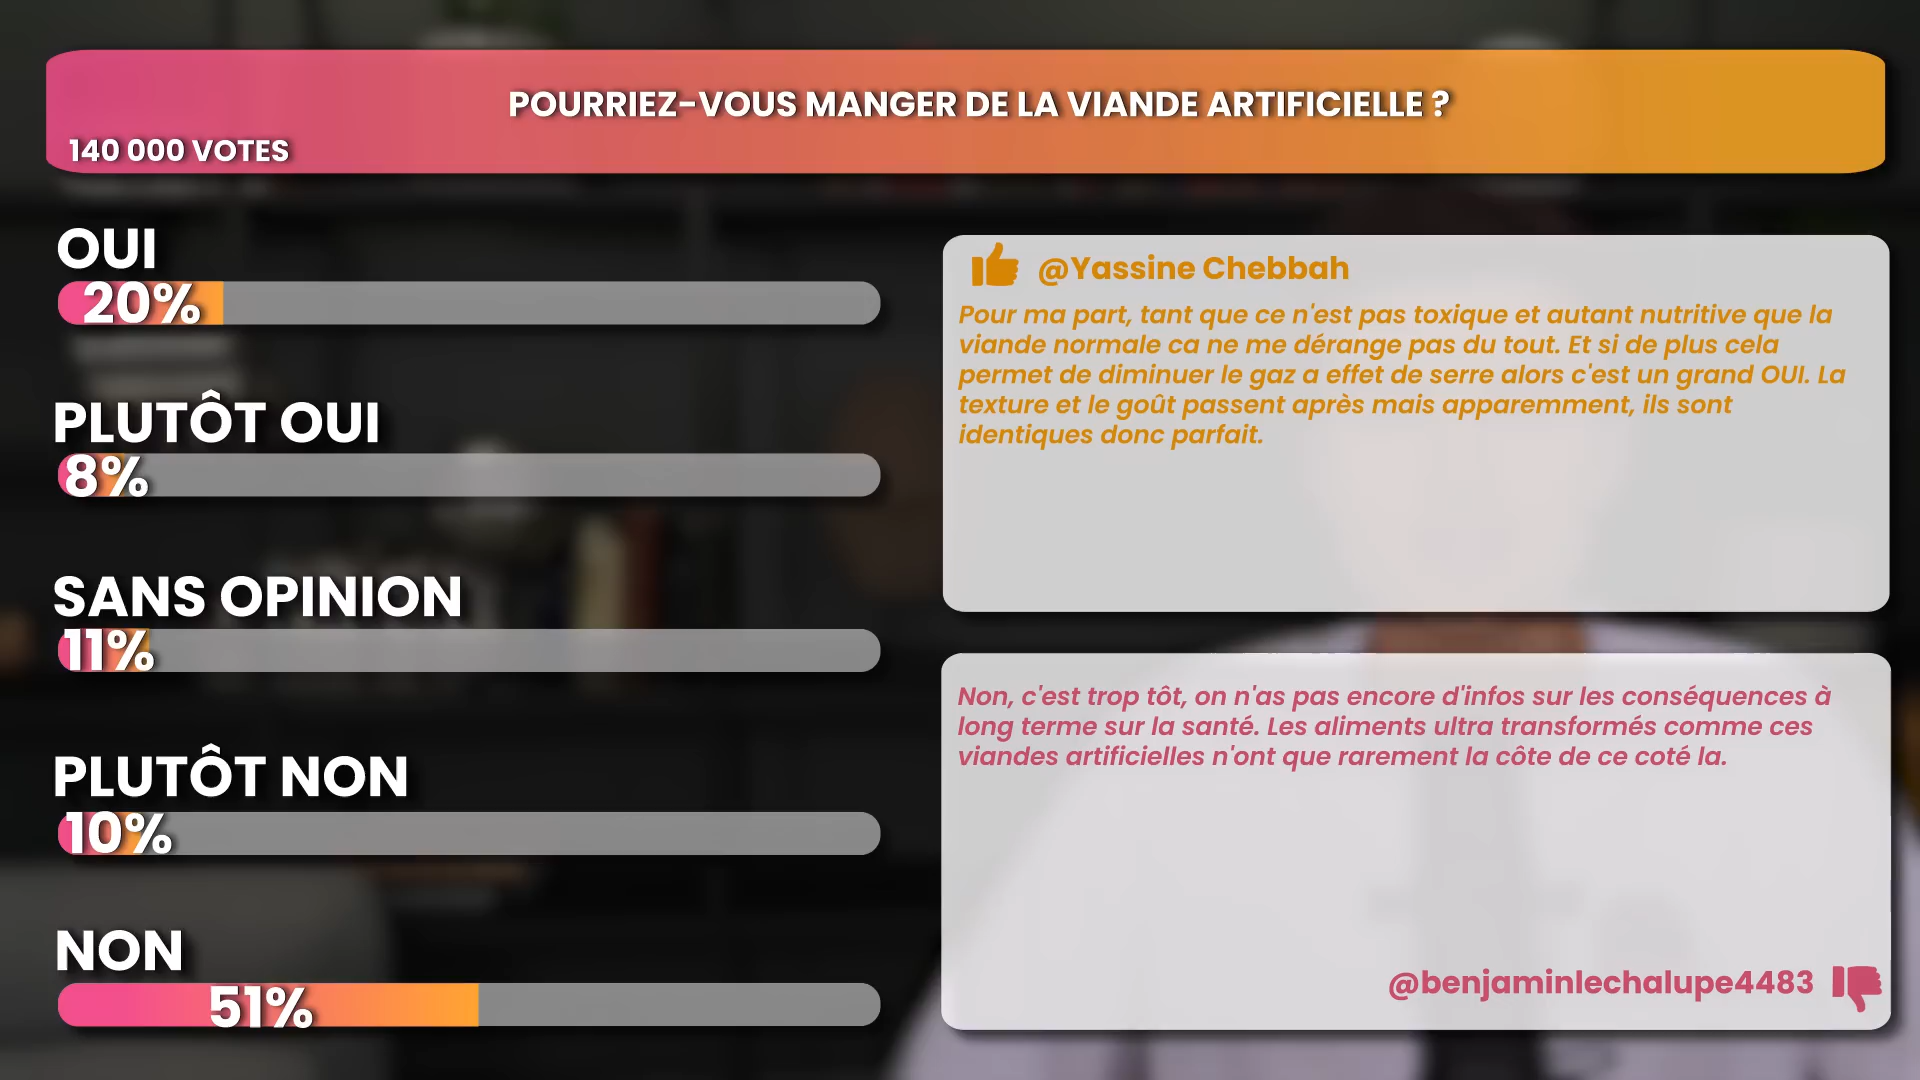 POURRIEZ-VOUS MANGER DE LA VIANDE ARTIFICIELLE ?
140 000 VOTES
OUI
20%
PLUTÔT OUI
8%
SANS OPINION
11%
PLUTÔT NON
10%
NON
51%
@Yassine Chebbah
Pour ma part, tant que ce n'est pas toxique et autant nutritive que la
viande normale ca ne me dérange pas du tout. Et si de plus cela
permet de diminuer le gaz a effet de serre alors c'est un grand OUI. La
texture et le goût passent après mais apparemment, ils sont
identiques donc parfait.
Non, c'est trop tôt, on n'as pas encore d'infos sur les conséquences à
long terme sur la santé. Les aliments ultra transformés comme ces
viandes artificielles n'ont que rarement la côte de ce coté la.
@benjaminlechalupe4483